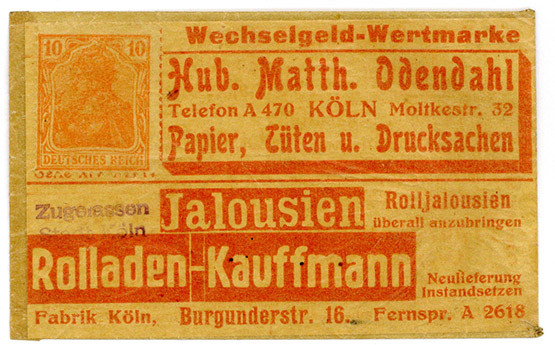 Wechselgeld-Wertmarke
10 10
Hub. Matth. Odendahl
Telefon A 470 KÖLN Moltkestr. 32
DEUTSCHES REICH
Papier, Tüten u. Drucksachen
Zugelassen
Köln
Jalousien
Rolljalousien
überall anzubringen
Rolladen-Kauffmann
Neulieferung
Instandsetzen
Fabrik Köln, Burgunderstr. 16. Fernspr. A 2618